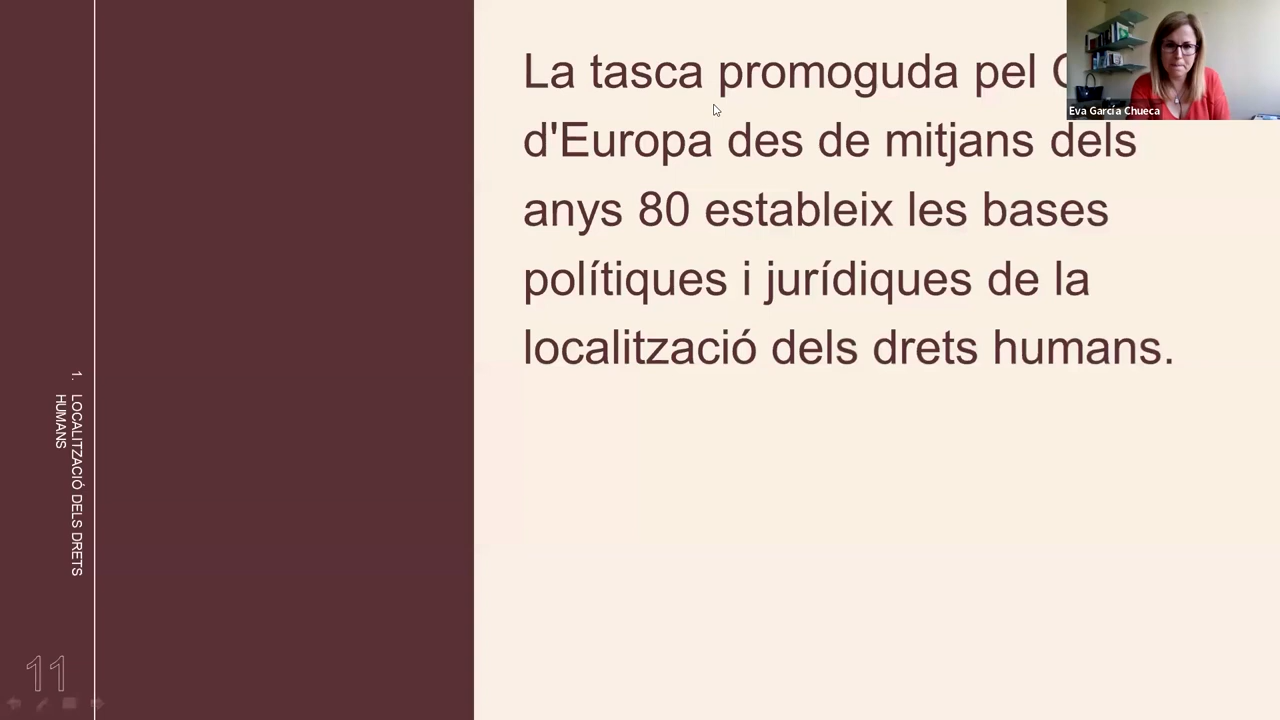 La tasca promoguda pel
d'Europa des de mitjans dels
anys 80 estableix les bases
polítiques i jurídiques de la
localització dels drets humans.
Eva García Chueca
1. LOCALITZACIÓ DELS DRETS
HUMANS
11